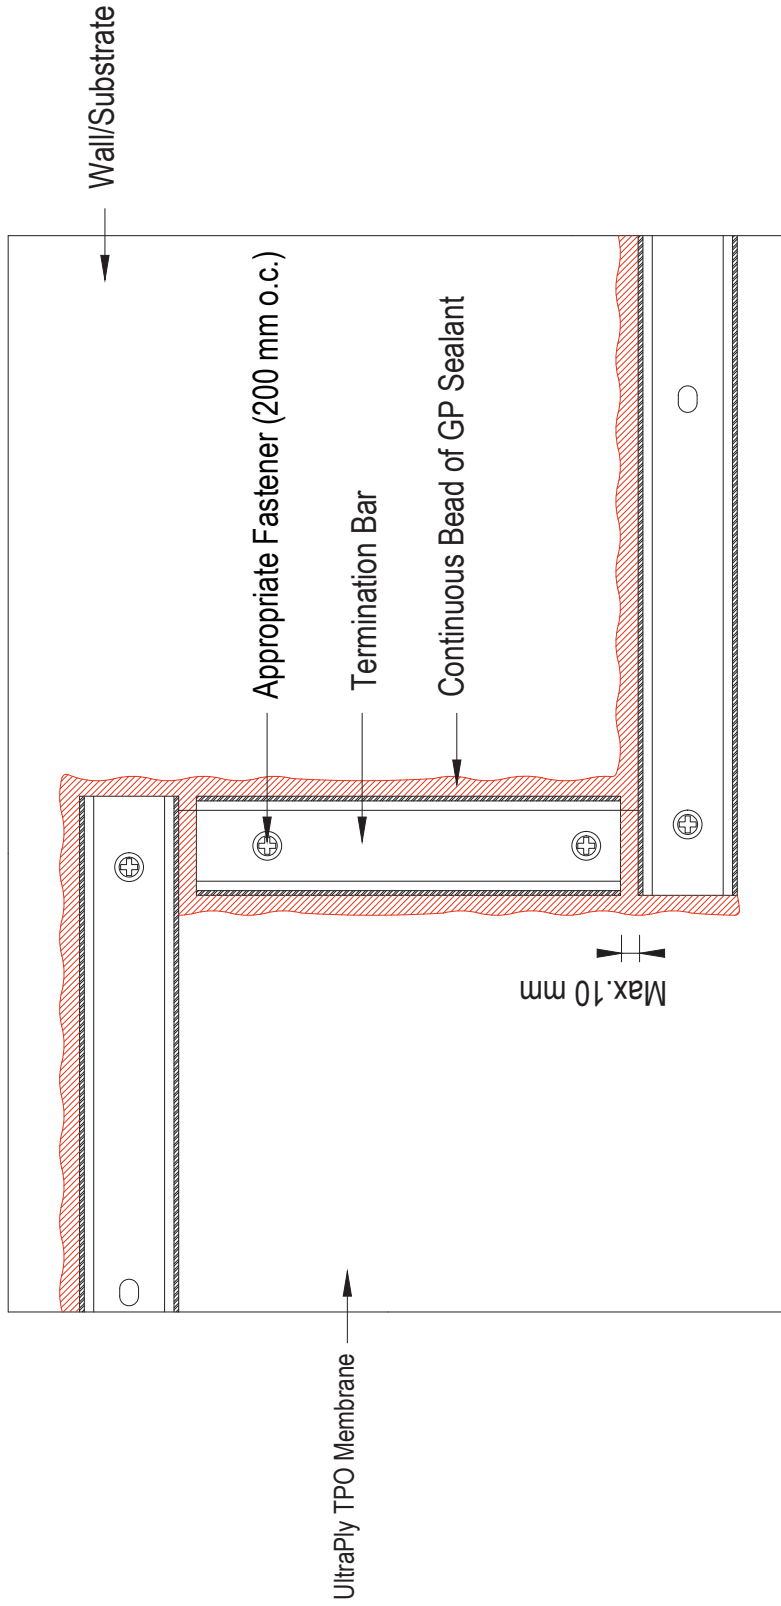 Wall/Substrate
Appropriate Fastener (200 mm o.c.)
Termination Bar
Continuous Bead of GP Sealant
Max.10 mm
UltraPly TPO Membrane